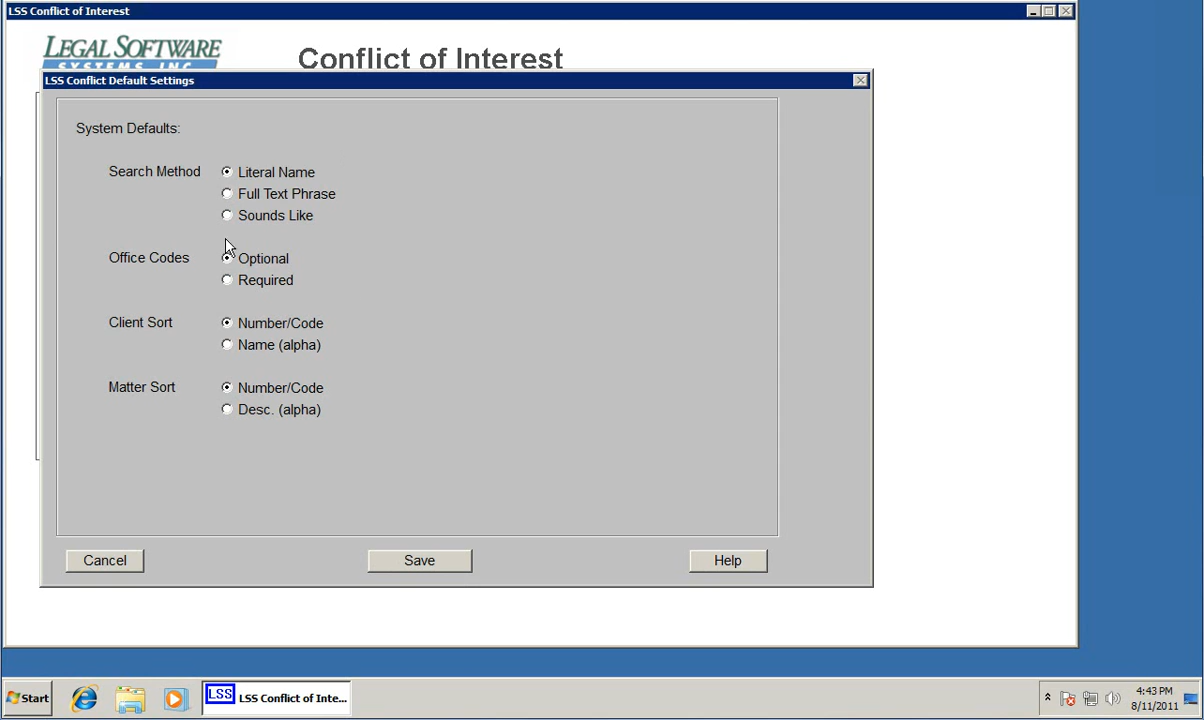 LSS Conflict of Interest
LEGAL SOFTWARE
SYSTEMS, INC
Conflict of Interest
LSS Conflict Default Settings
System Defaults:
Search Method
Literal Name
Full Text Phrase
Sounds Like
Office Codes
Optional
Required
Client Sort
Number/Code
Name (alpha)
Matter Sort
Number/Code
Desc. (alpha)
Cancel
Save
Help
Start
LSS
LSS Conflict of Inte...
4:43 PM
8/11/2011